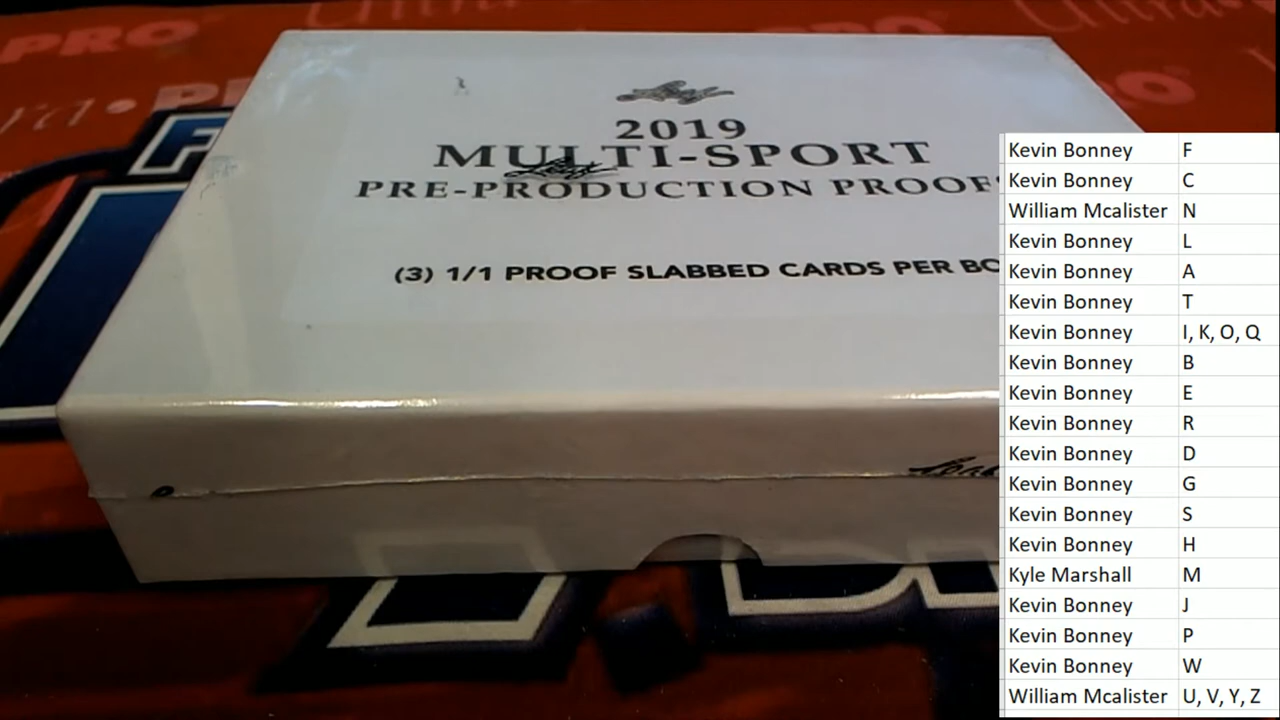 PRO
Ultra
2019
MULTI-SPORT
PRE-PRODUCTION PROOF
(3) 1/1 PROOF SLABBED CARDS PER BO
Kevin Bonney F
Kevin Bonney C
William Mcalister N
Kevin Bonney L
Kevin Bonney A
Kevin Bonney T
Kevin Bonney I, K, O, Q
Kevin Bonney B
Kevin Bonney E
Kevin Bonney R
Kevin Bonney D
Kevin Bonney G
Kevin Bonney S
Kevin Bonney H
Kyle Marshall M
Kevin Bonney J
Kevin Bonney P
Kevin Bonney W
William Mcalister U, V, Y, Z